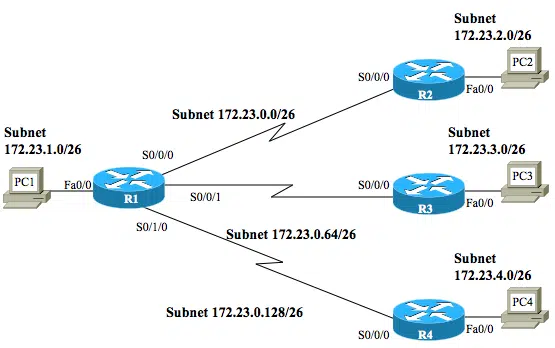 Subnet
172.23.2.0/26
PC2
S0/0/0
R2
Fa0/0
Subnet 172.23.0.0/26
Subnet
172.23.1.0/26
PC1
Fa0/0
R1
S0/0/0
S0/0/1
S0/1/0
Subnet
172.23.3.0/26
PC3
S0/0/0
R3
Fa0/0
Subnet 172.23.0.64/26
Subnet
172.23.4.0/26
PC4
Subnet 172.23.0.128/26
S0/0/0
R4
Fa0/0